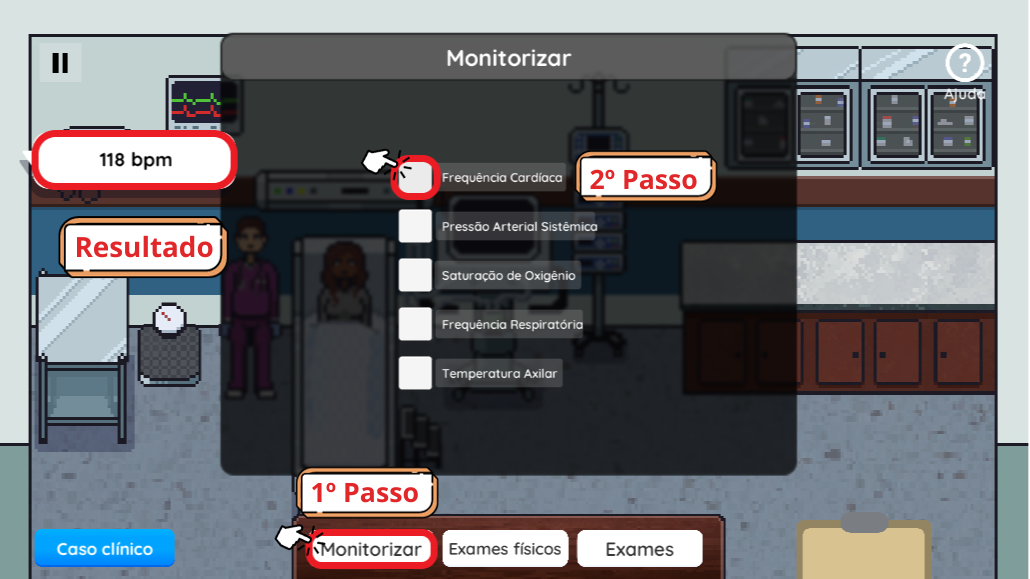 Monitorizar
Ajuda
118 bpm
Frequência Cardíaca
2º Passo
Pressão Arterial Sistêmica
Resultado
Saturação de Oxigênio
Frequência Respiratória
Temperatura Axilar
1º Passo
Caso clínico
Monitorizar
Exames físicos
Exames